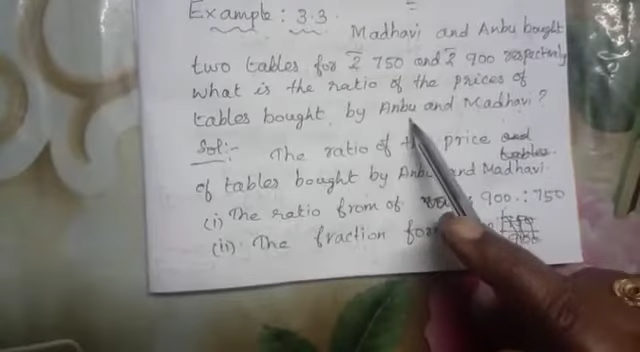 Example : 3.3.
Madhavi and Anbu bought
two tables for ₹ 750 and ₹ 900 respectively
what is the ratio of the prices of
tables bought by Anbu and Madhavi?
Sol:- The ratio of the price and
tables
of tables bought by Anbu and Madhavi.
(i) The ratio from of 900 : 750
(ii) The fraction